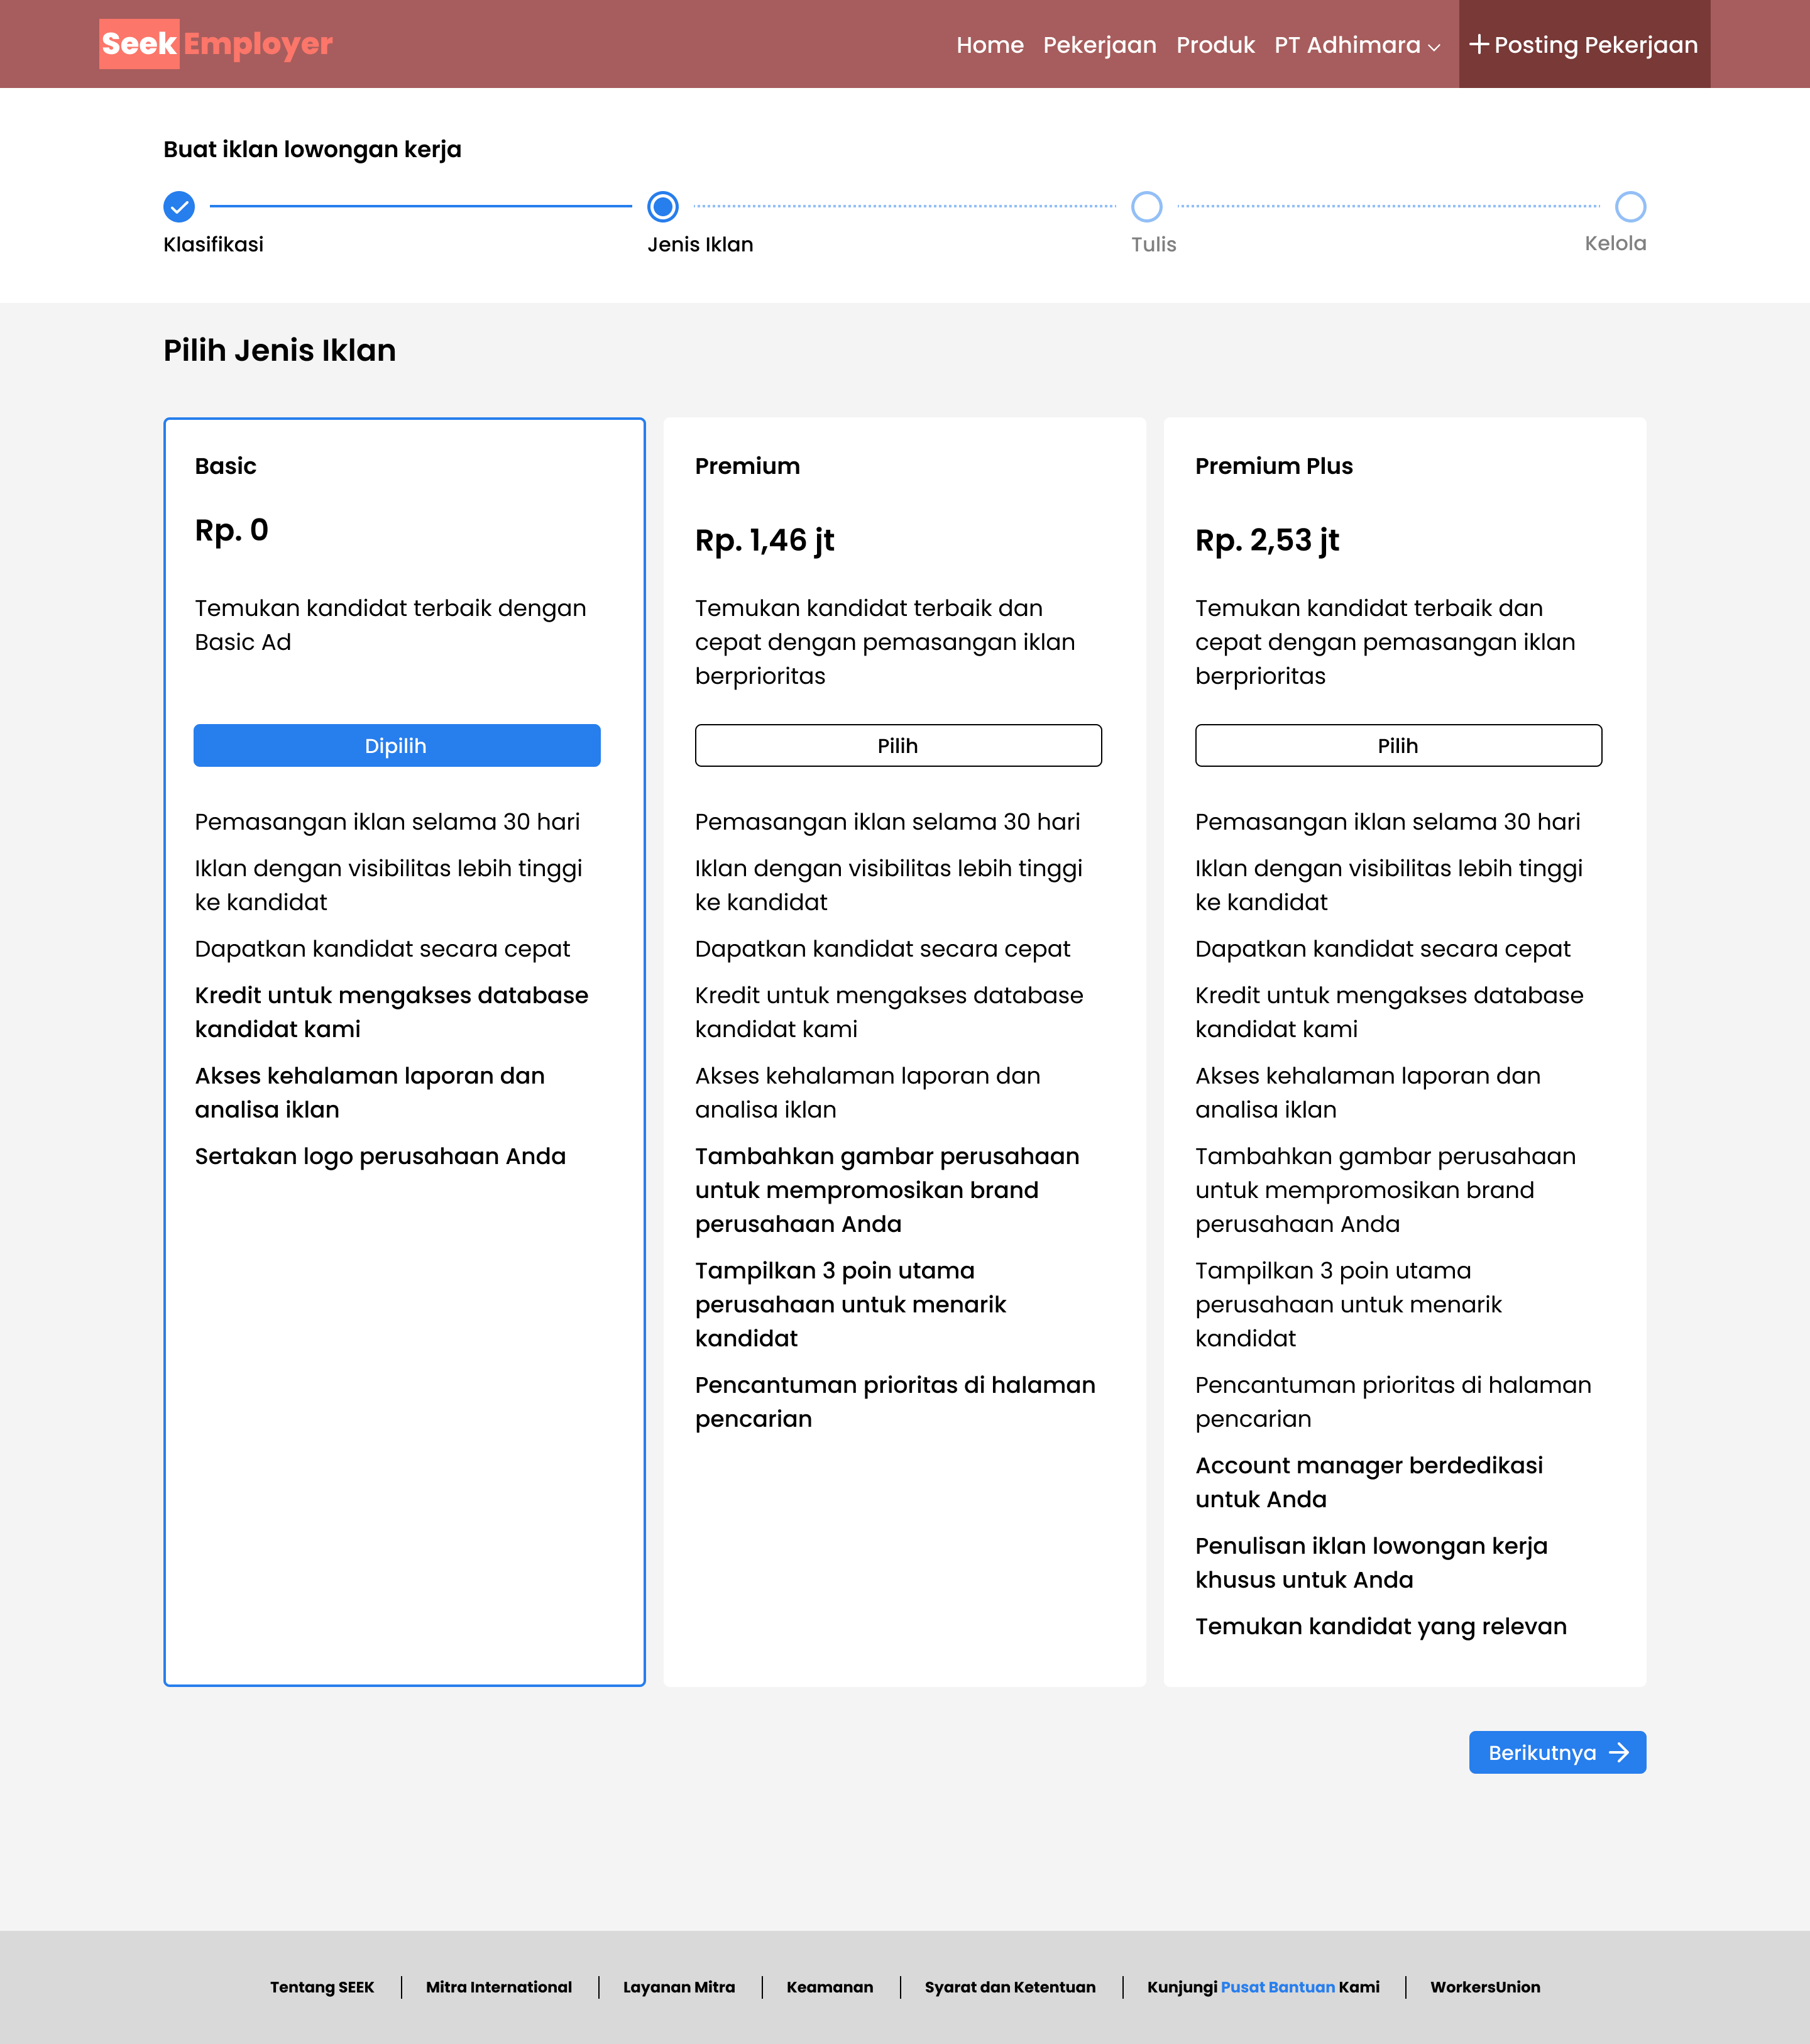 Seek Employer
Home Pekerjaan Produk PT Adhimara Posting Pekerjaan
Buat iklan lowongan kerja
Klasifikasi Jenis Iklan Tulis Kelola
Pilih Jenis Iklan
Basic
Rp. 0
Temukan kandidat terbaik dengan
Basic Ad
Dipilih
Pemasangan iklan selama 30 hari
Iklan dengan visibilitas lebih tinggi
ke kandidat
Dapatkan kandidat secara cepat
Kredit untuk mengakses database
kandidat kami
Akses kehalaman laporan dan
analisa iklan
Sertakan logo perusahaan Anda
Premium
Rp. 1,46 jt
Temukan kandidat terbaik dan
cepat dengan pemasangan iklan
berprioritas
Pilih
Pemasangan iklan selama 30 hari
Iklan dengan visibilitas lebih tinggi
ke kandidat
Dapatkan kandidat secara cepat
Kredit untuk mengakses database
kandidat kami
Akses kehalaman laporan dan
analisa iklan
Tambahkan gambar perusahaan
untuk mempromosikan brand
perusahaan Anda
Tampilkan 3 poin utama
perusahaan untuk menarik
kandidat
Pencantuman prioritas di halaman
pencarian
Premium Plus
Rp. 2,53 jt
Temukan kandidat terbaik dan
cepat dengan pemasangan iklan
berprioritas
Pilih
Pemasangan iklan selama 30 hari
Iklan dengan visibilitas lebih tinggi
ke kandidat
Dapatkan kandidat secara cepat
Kredit untuk mengakses database
kandidat kami
Akses kehalaman laporan dan
analisa iklan
Tambahkan gambar perusahaan
untuk mempromosikan brand
perusahaan Anda
Tampilkan 3 poin utama
perusahaan untuk menarik
kandidat
Pencantuman prioritas di halaman
pencarian
Account manager berdedikasi
untuk Anda
Penulisan iklan lowongan kerja
khusus untuk Anda
Temukan kandidat yang relevan
Berikutnya
Tentang SEEK Mitra International Layanan Mitra Keamanan Syarat dan Ketentuan Kunjungi Pusat Bantuan Kami WorkersUnion